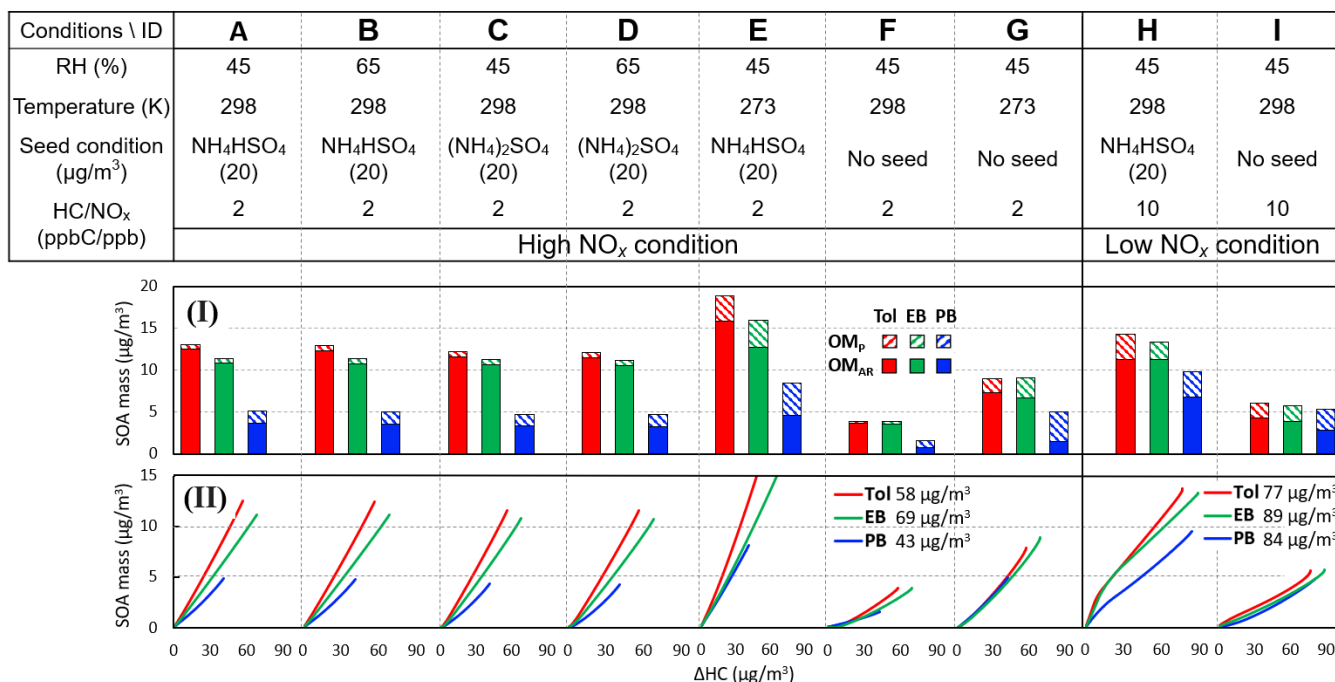 Conditions \ ID A B C D E F G H I
RH (%) 45 65 45 65 45 45 45 45 45
Temperature (K) 298 298 298 298 273 298 273 298 298
Seed condition (µg/m³) NH₄HSO₄ (20) NH₄HSO₄ (20) (NH₄)₂SO₄ (20) (NH₄)₂SO₄ (20) NH₄HSO₄ (20) No seed No seed NH₄HSO₄ (20) No seed
HC/NOₓ (ppbC/ppb) 2 2 2 2 2 2 2 10 10
High NOₓ condition Low NOₓ condition
(I)
SOA mass (µg/m³)
20
15
10
5
0
Tol EB PB
OM_P
OM_AR
(II)
SOA mass (µg/m³)
15
10
5
0
Tol 58 µg/m³
EB 69 µg/m³
PB 43 µg/m³
Tol 77 µg/m³
EB 89 µg/m³
PB 84 µg/m³
0 30 60 90 0 30 60 90 0 30 60 90 0 30 60 90 0 30 60 90 0 30 60 90 0 30 60 90 0 30 60 90 0 30 60 90
ΔHC (µg/m³)